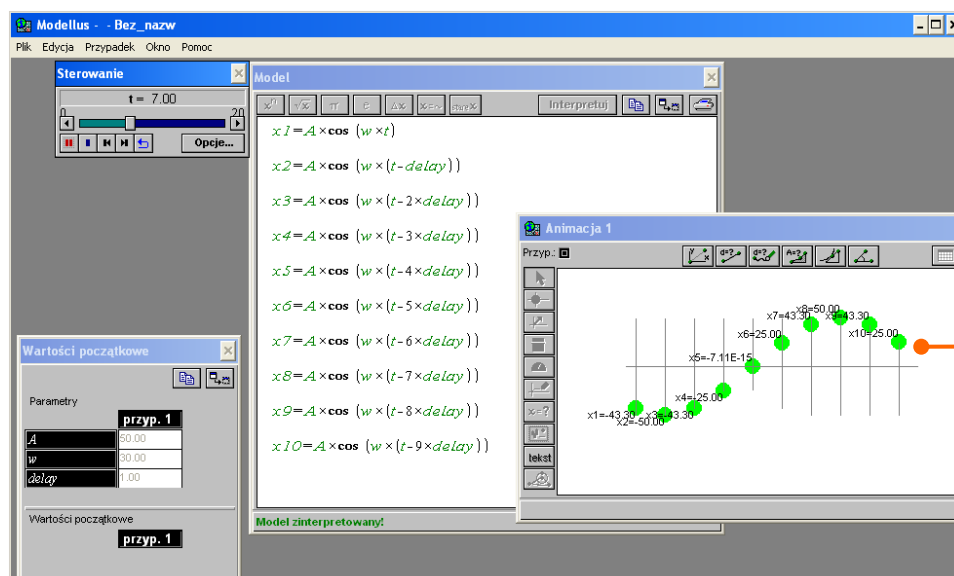 Modellus - - Bez_nazw
Plik Edycja Przypadek Okno Pomoc
Sterowanie
t = 7.00
0 20
Opcje...
Model
xⁿ √x π e Δx Interpretuj
x1=A×cos (w×t)
x2=A×cos (w×(t-delay))
x3=A×cos (w×(t-2×delay))
x4=A×cos (w×(t-3×delay))
x5=A×cos (w×(t-4×delay))
x6=A×cos (w×(t-5×delay))
x7=A×cos (w×(t-6×delay))
x8=A×cos (w×(t-7×delay))
x9=A×cos (w×(t-8×delay))
x10=A×cos (w×(t-9×delay))
Model zinterpretowany!
Wartości początkowe
Parametry
przyp. 1
A 50.00
w 30.00
delay 1.00
Wartości początkowe
przyp. 1
Animacja 1
Przyp.:
x=?
tekst
x8=50.00
x7=43.30 x9=43.30
x6=25.00 x10=25.00
x5=-7.11E-15
x4=-25.00
x1=-43.30 x3=-43.30
x2=-50.00